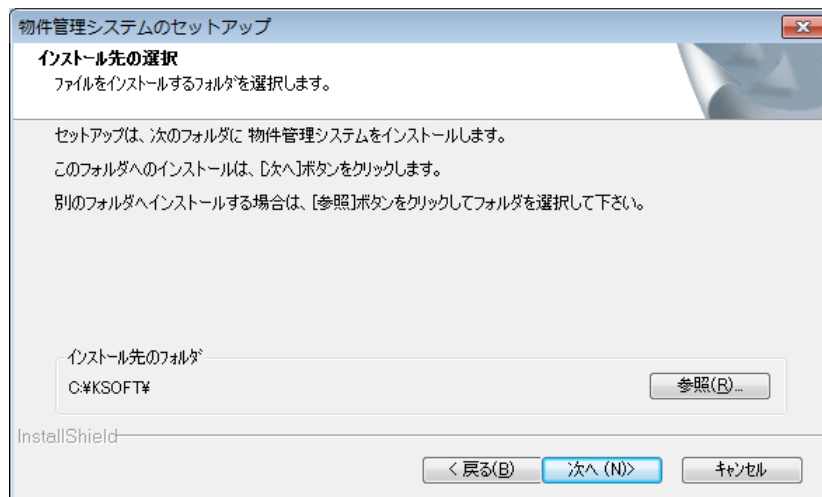 物件管理システムのセットアップ
インストール先の選択
ファイルをインストールするフォルダを選択します。
セットアップは、次のフォルダに 物件管理システムをインストールします。
このフォルダへのインストールは、[次へ]ボタンをクリックします。
別のフォルダへインストールする場合は、[参照]ボタンをクリックしてフォルダを選択して下さい。
インストール先のフォルダ
C:¥KSOFT¥
参照(R)...
InstallShield
< 戻る(B)
次へ (N)>
キャンセル